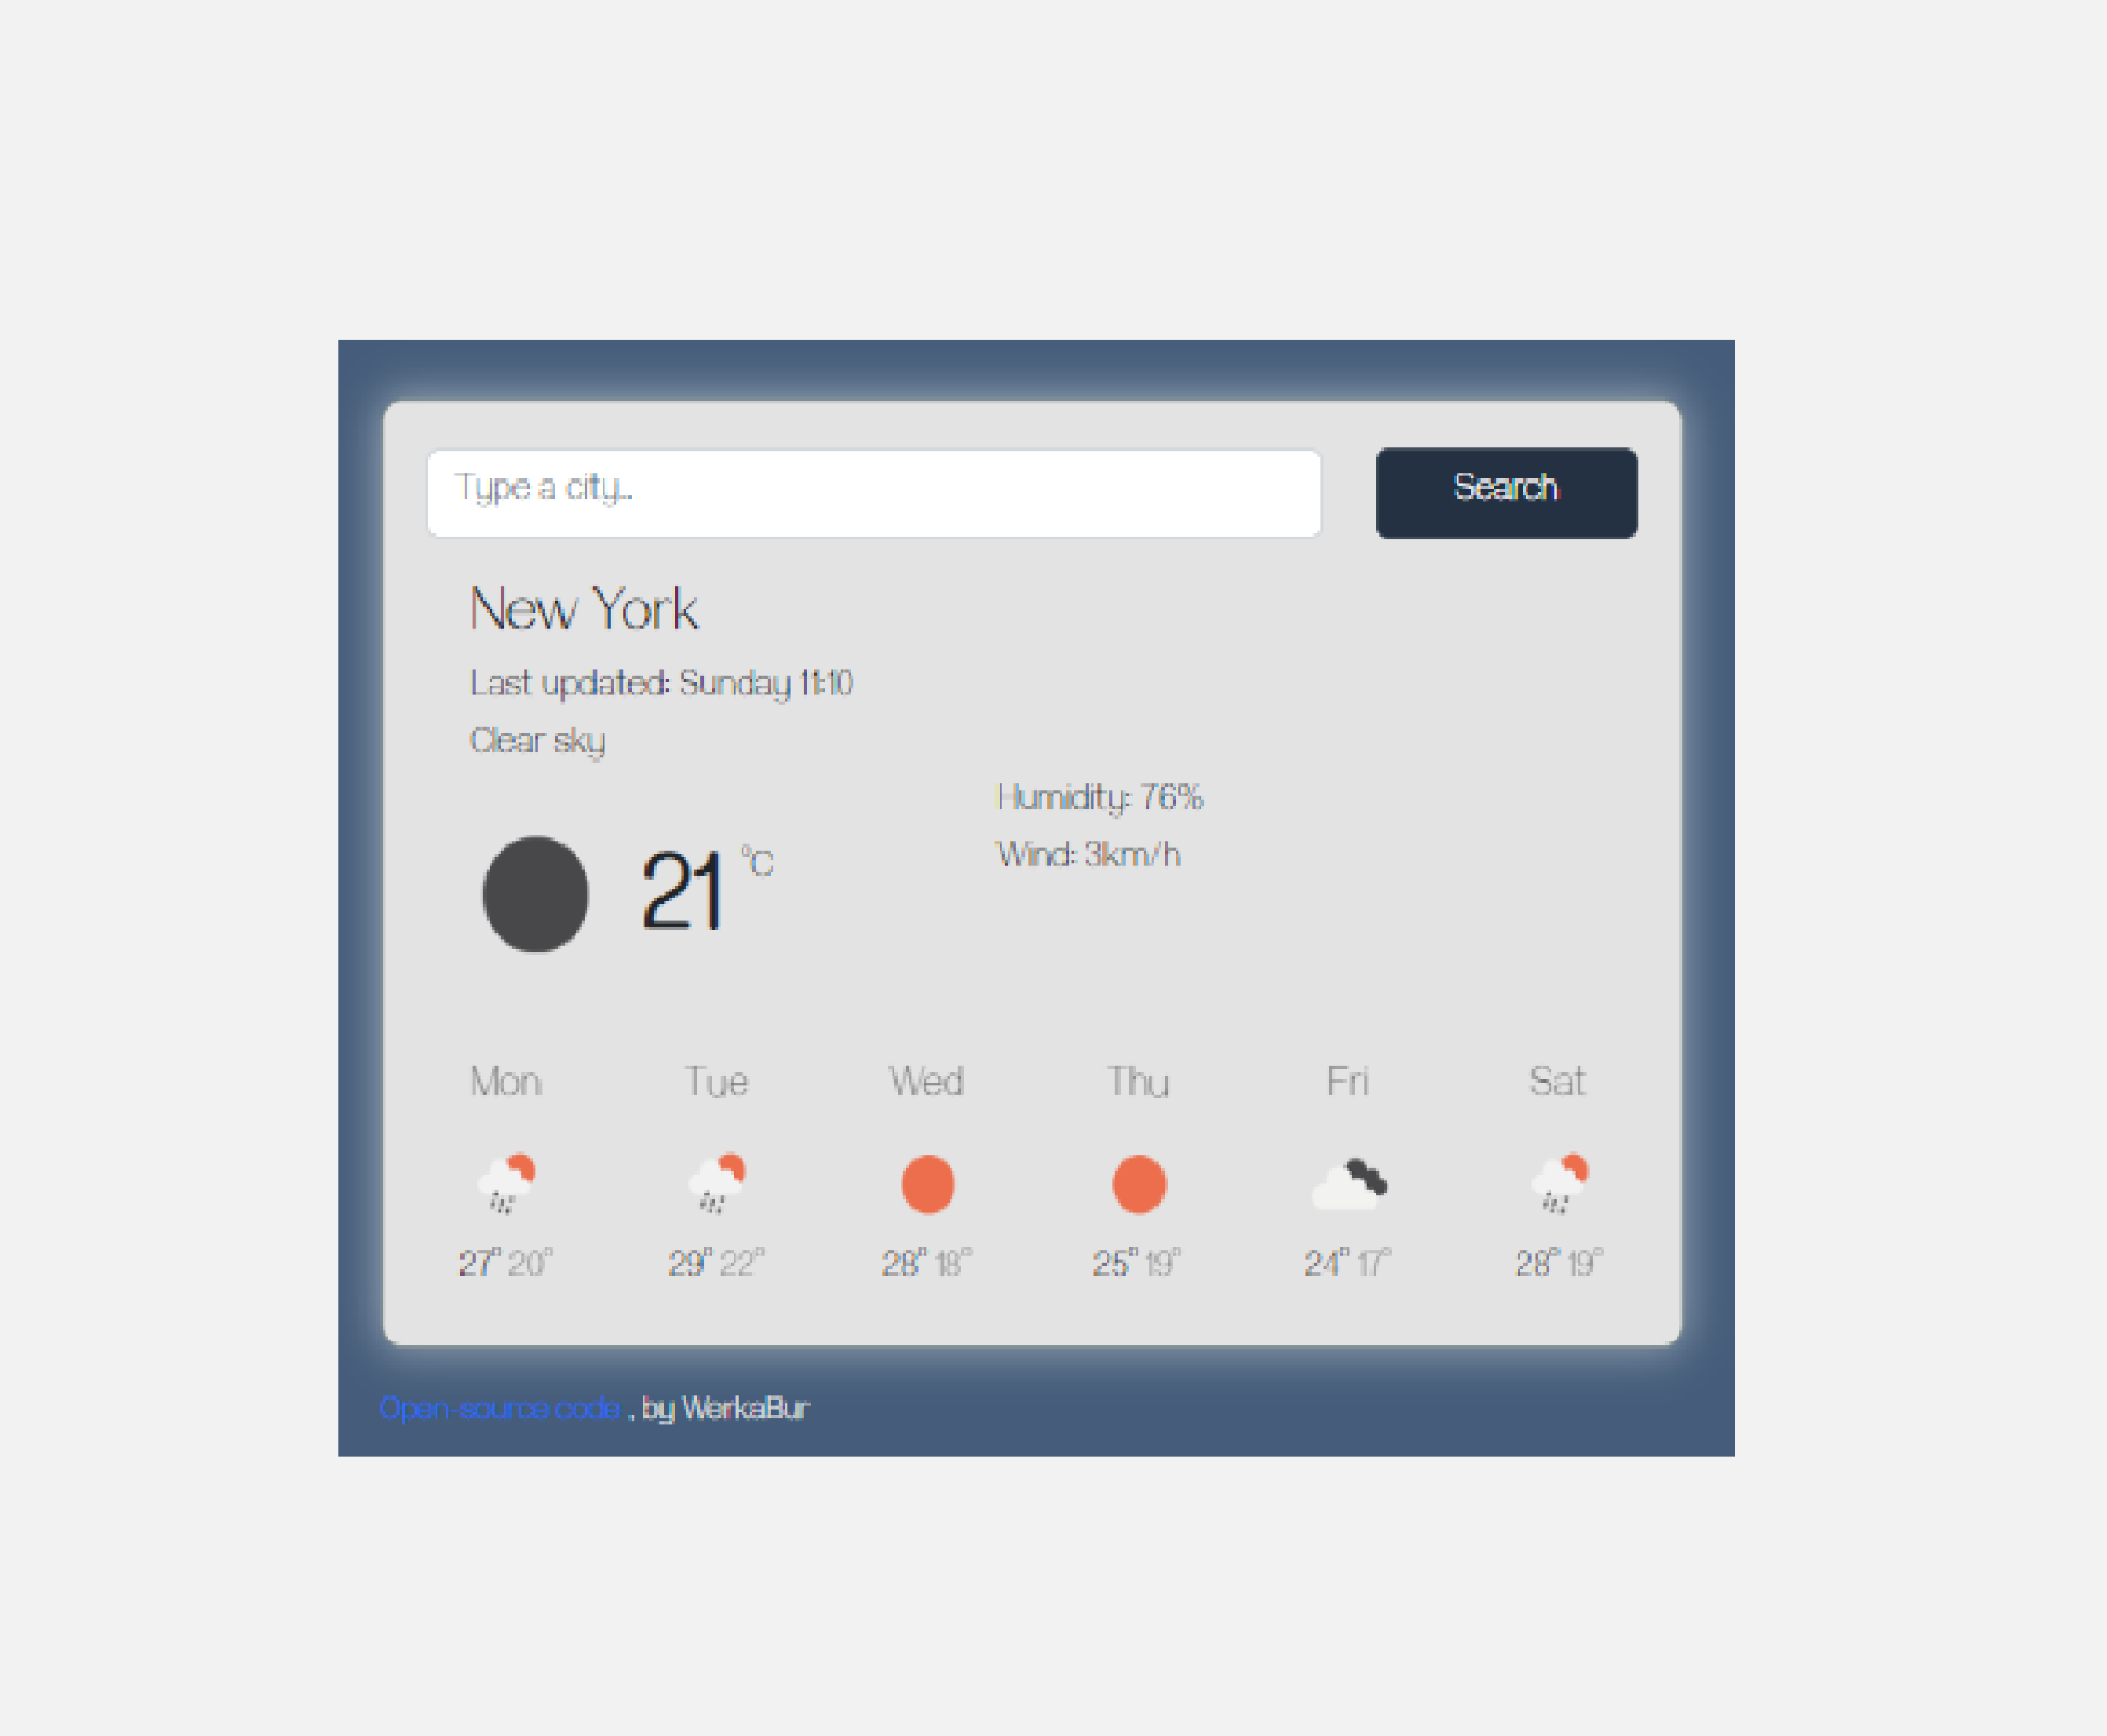 Type a city..
Search
New York
Last updated: Sunday 11:10
Clear sky
Humidity: 76%
Wind: 3km/h
21 °C
Mon Tue Wed Thu Fri Sat
27° 20° 29° 22° 28° 18° 25° 19° 24° 17° 28° 19°
Open-source code , by WerkaBur